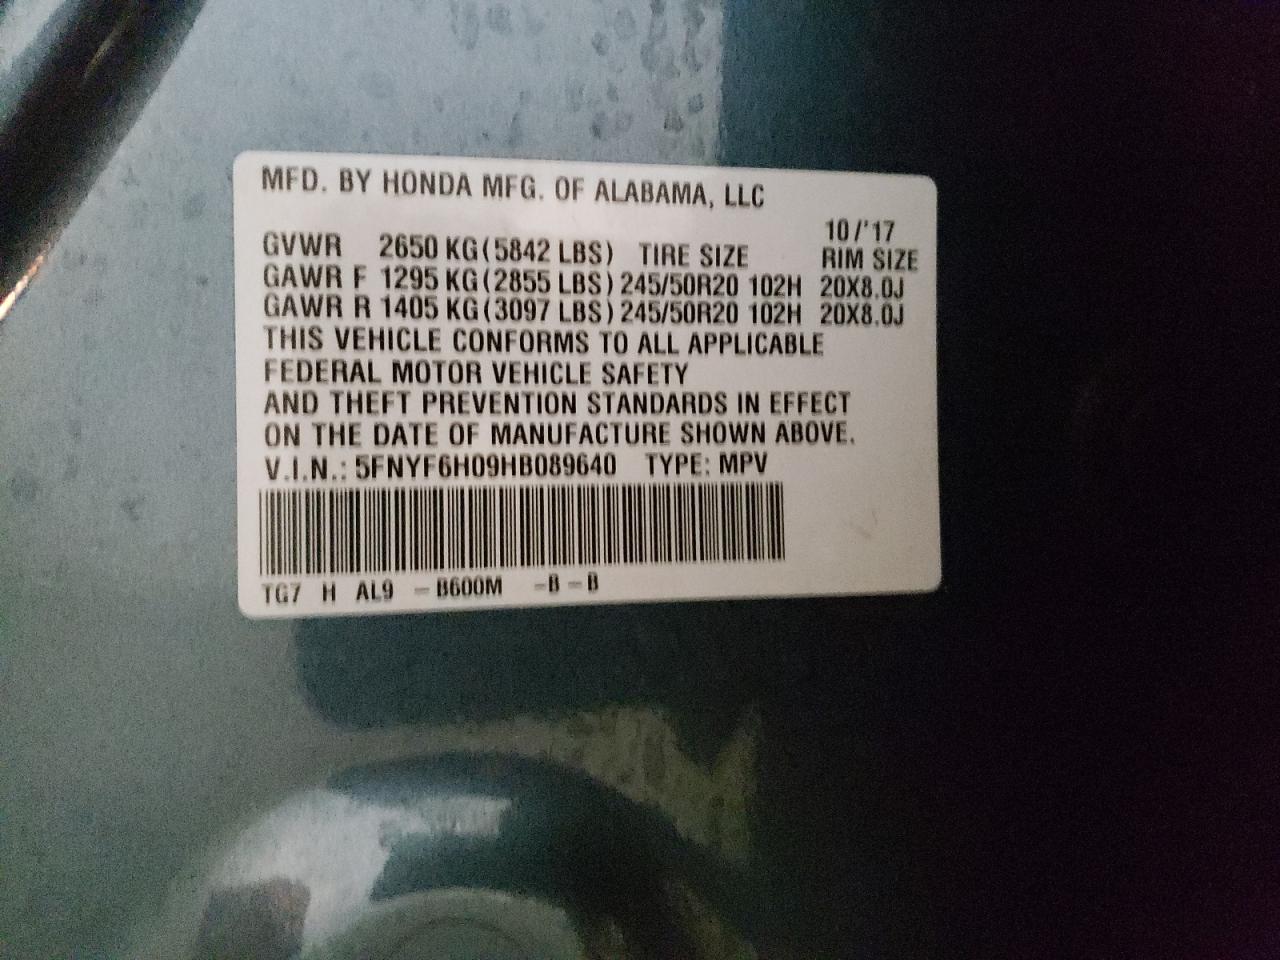 MFD. BY HONDA MFG. OF ALABAMA, LLC
10/'17
GVWR 2650 KG(5842 LBS) TIRE SIZE RIM SIZE
GAWR F 1295 KG(2855 LBS) 245/50R20 102H 20X8.0J
GAWR R 1405 KG(3097 LBS) 245/50R20 102H 20X8.0J
THIS VEHICLE CONFORMS TO ALL APPLICABLE
FEDERAL MOTOR VEHICLE SAFETY
AND THEFT PREVENTION STANDARDS IN EFFECT
ON THE DATE OF MANUFACTURE SHOWN ABOVE.
V.I.N.: 5FNYF6H09HB089640 TYPE: MPV
TG7 H AL9 – B600M –B – B